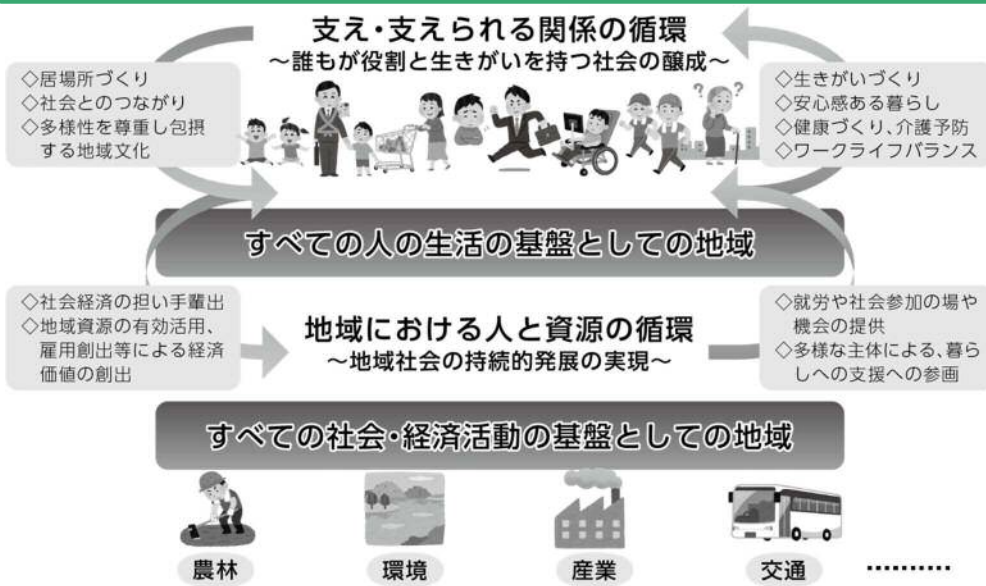 支え・支えられる関係の循環
～誰もが役割と生きがいを持つ社会の醸成～
◇居場所づくり
◇社会とのつながり
◇多様性を尊重し包摂
する地域文化
◇生きがいづくり
◇安心感ある暮らし
◇健康づくり、介護予防
◇ワークライフバランス
? ?
すべての人の生活の基盤としての地域
◇社会経済の担い手輩出
◇地域資源の有効活用、
雇用創出等による経済
価値の創出
地域における人と資源の循環
～地域社会の持続的発展の実現～
◇就労や社会参加の場や
機会の提供
◇多様な主体による、暮ら
しへの支援への参画
すべての社会・経済活動の基盤としての地域
農林
環境
産業
交通
‥‥‥‥‥